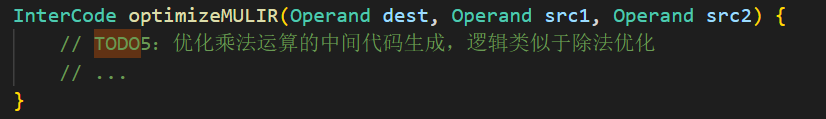 InterCode optimizeMULIR(Operand dest, Operand src1, Operand src2) {
// TODO5：优化乘法运算的中间代码生成，逻辑类似于除法优化
// ...
}